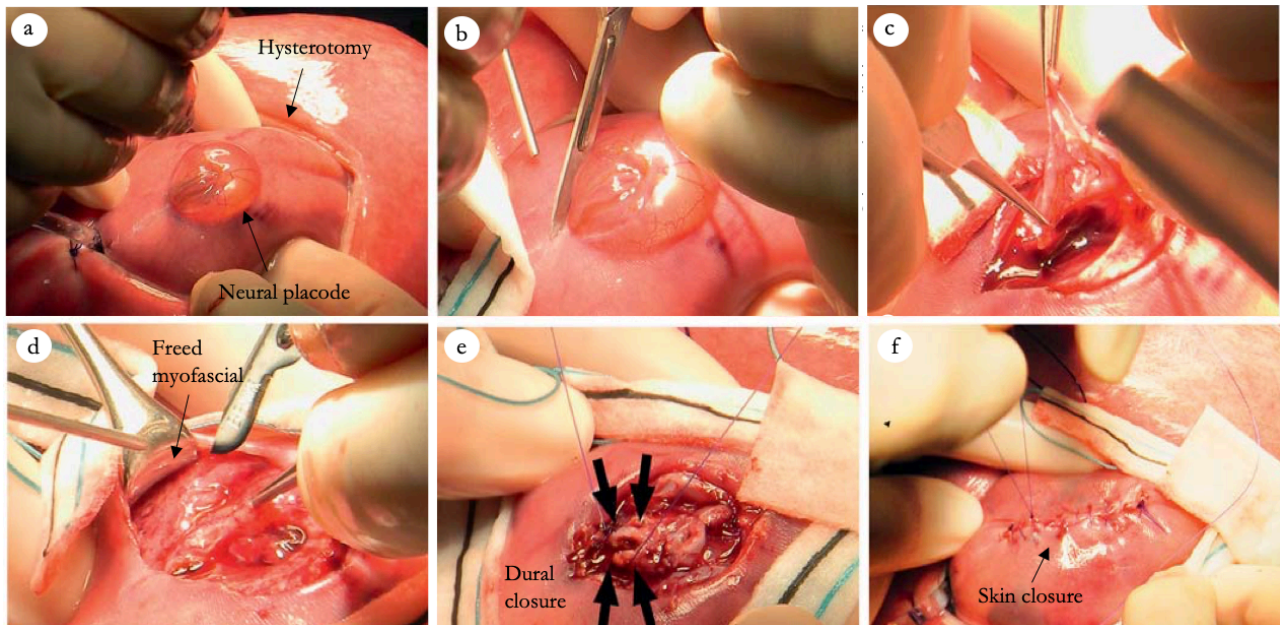 a
Hysterotomy
Neural placode
b
c
d
Freed
myofascial
e
Dural
closure
f
Skin closure